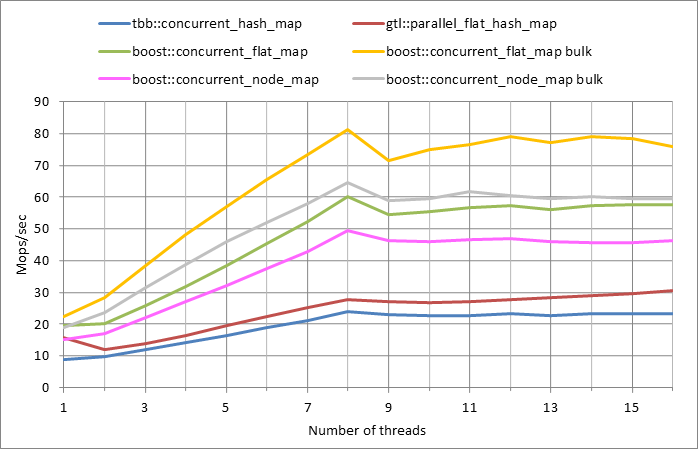 tbb::concurrent_hash_map gtl::parallel_flat_hash_map
boost::concurrent_flat_map boost::concurrent_flat_map bulk
boost::concurrent_node_map boost::concurrent_node_map bulk
90
80
70
60
50
40
30
20
10
0
Mops/sec
1 3 5 7 9 11 13 15
Number of threads